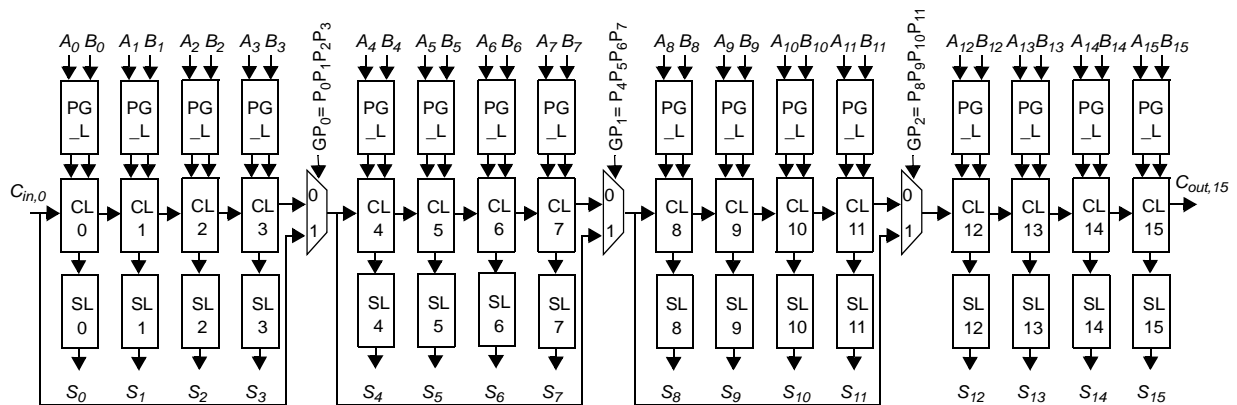 A0 B0 A1 B1 A2 B2 A3 B3 GP0= P0P1P2P3 A4 B4 A5 B5 A6 B6 A7 B7 GP1= P4P5P6P7 A8 B8 A9 B9 A10 B10 A11 B11 GP2= P8P9P10P11 A12 B12 A13 B13 A14 B14 A15 B15
PG PG PG PG PG PG PG PG PG PG PG PG PG PG PG PG
_L _L _L _L _L _L _L _L _L _L _L _L _L _L _L _L
Cin,0 CL CL CL CL 0 CL CL CL CL 0 CL CL CL CL 0 CL CL CL CL Cout,15
0 1 2 3 1 4 5 6 7 1 8 9 10 11 1 12 13 14 15
SL SL SL SL SL SL SL SL SL SL SL SL SL SL SL SL
0 1 2 3 4 5 6 7 8 9 10 11 12 13 14 15
S0 S1 S2 S3 S4 S5 S6 S7 S8 S9 S10 S11 S12 S13 S14 S15